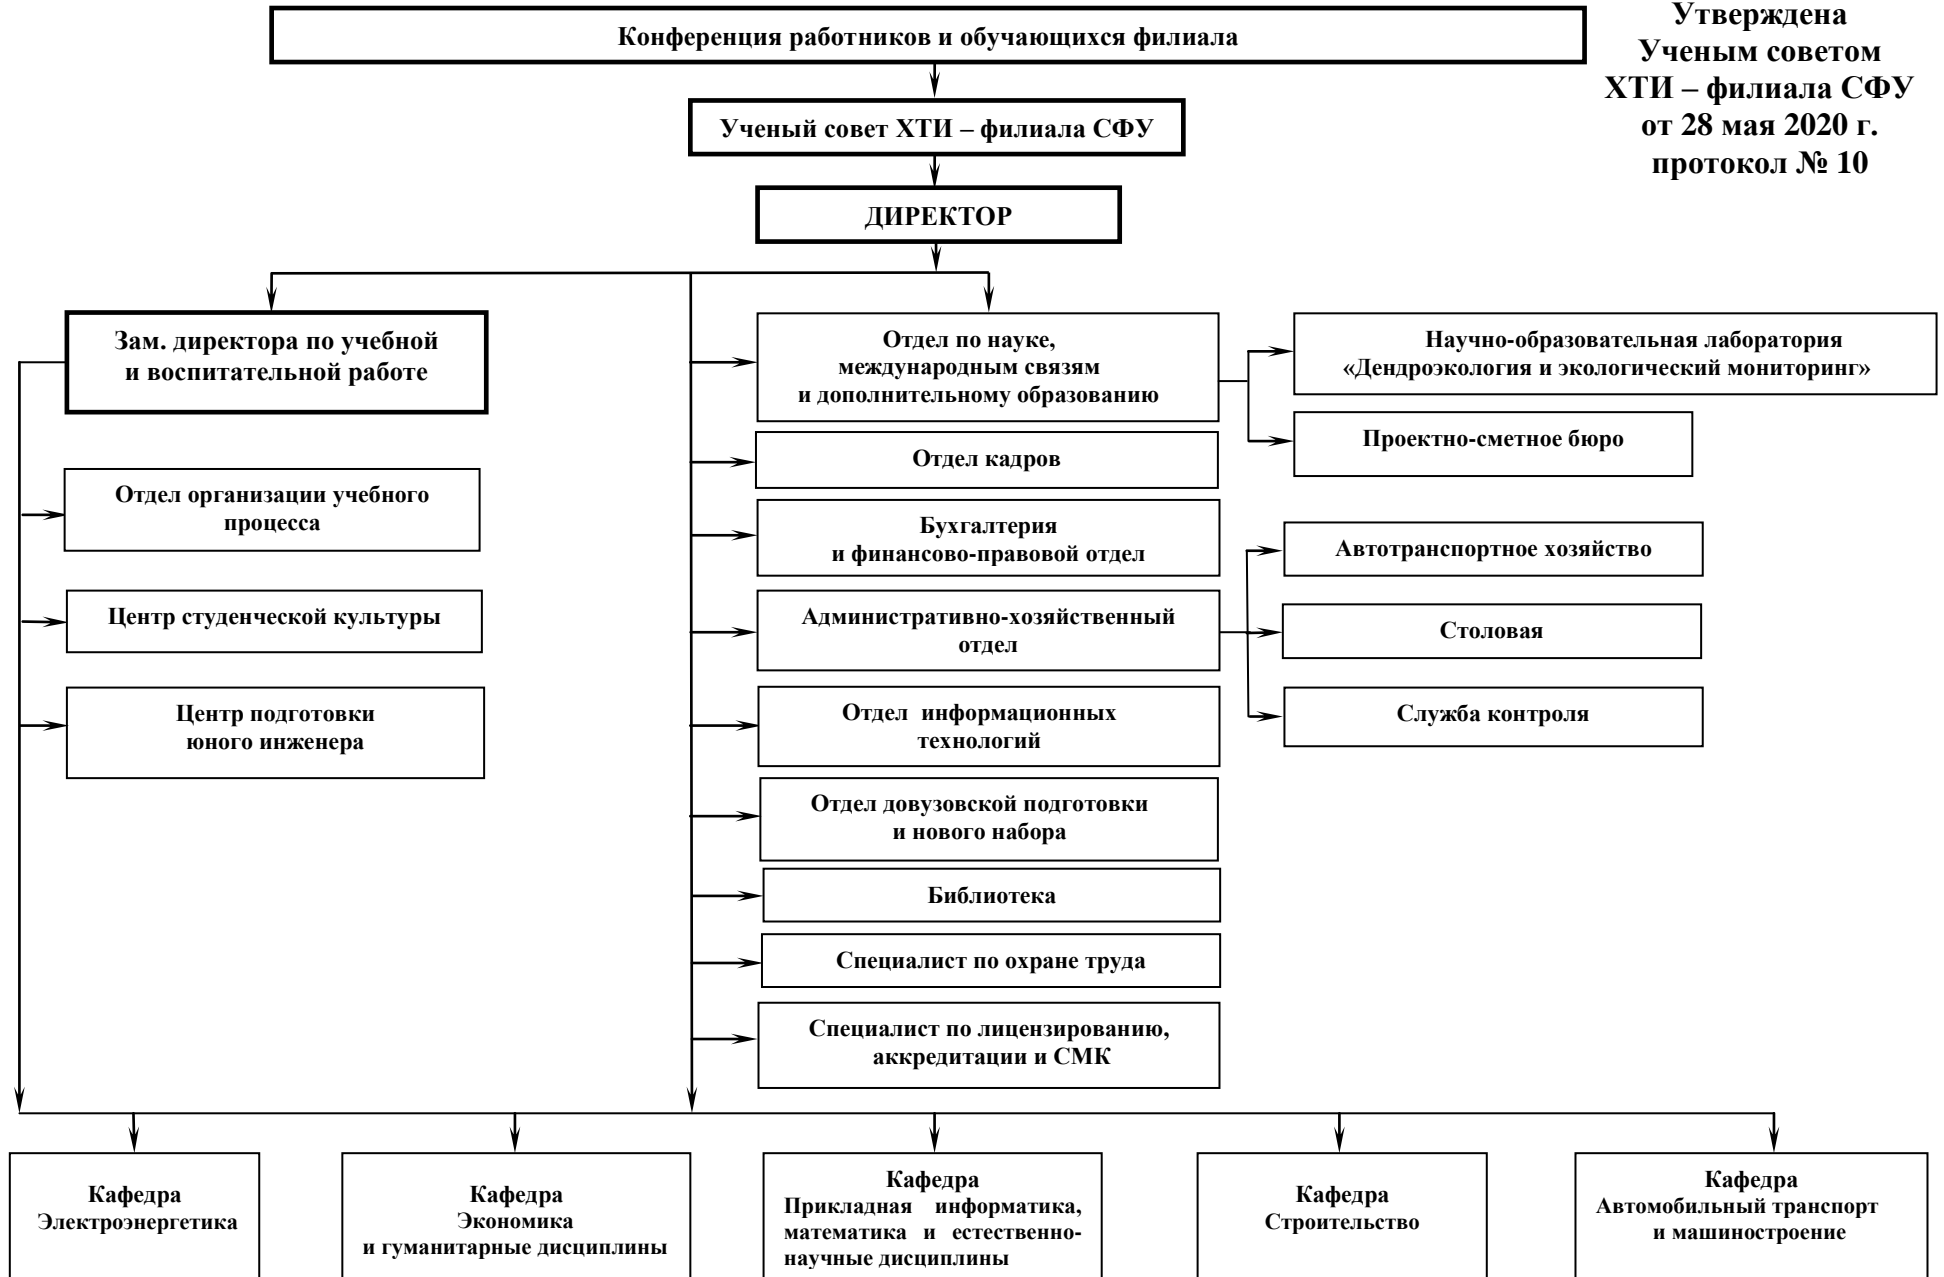 Утверждена
Ученым советом
ХТИ – филиала СФУ
от 28 мая 2020 г.
протокол № 10
Конференция работников и обучающихся филиала
Ученый совет ХТИ – филиала СФУ
ДИРЕКТОР
Зам. директора по учебной
и воспитательной работе
Отдел организации учебного
процесса
Центр студенческой культуры
Центр подготовки
юного инженера
Отдел по науке,
международным связям
и дополнительному образованию
Отдел кадров
Бухгалтерия
и финансово-правовой отдел
Административно-хозяйственный
отдел
Отдел информационных
технологий
Отдел довузовской подготовки
и нового набора
Библиотека
Специалист по охране труда
Специалист по лицензированию,
аккредитации и СМК
Научно-образовательная лаборатория
«Дендроэкология и экологический мониторинг»
Проектно-сметное бюро
Автотранспортное хозяйство
Столовая
Служба контроля
Кафедра
Электроэнергетика
Кафедра
Экономика
и гуманитарные дисциплины
Кафедра
Прикладная информатика,
математика и естественно-
научные дисциплины
Кафедра
Строительство
Кафедра
Автомобильный транспорт
и машиностроение